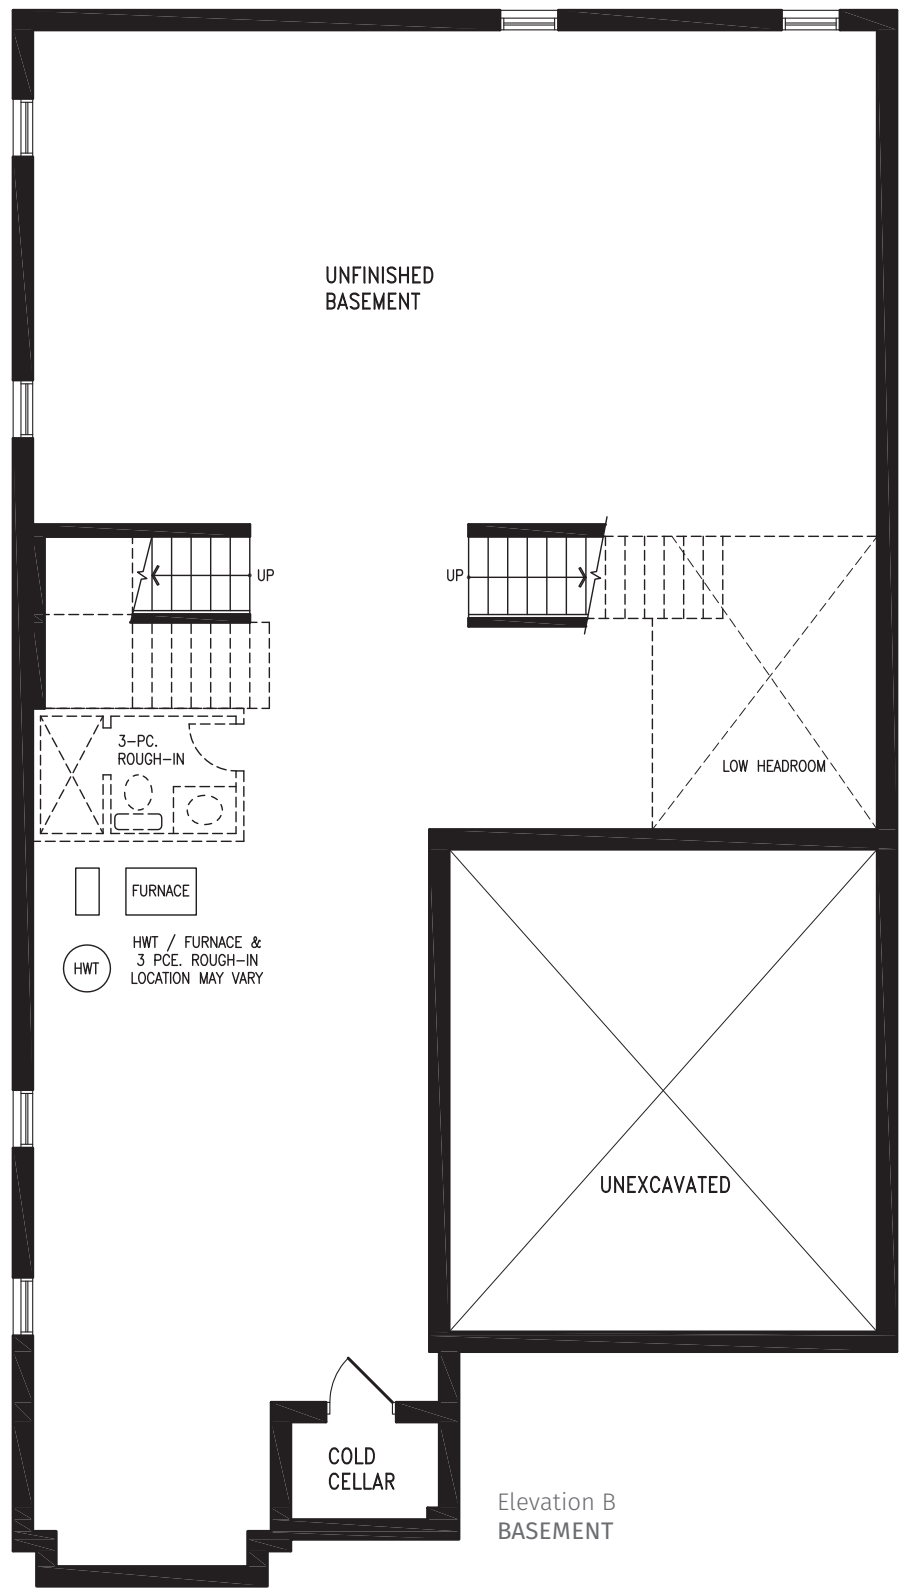 UNFINISHED
BASEMENT
UP
UP
3-PC.
ROUGH-IN
LOW HEADROOM
FURNACE
HWT / FURNACE &
3 PCE. ROUGH-IN
LOCATION MAY VARY
HWT
UNEXCAVATED
COLD
CELLAR
Elevation B
BASEMENT